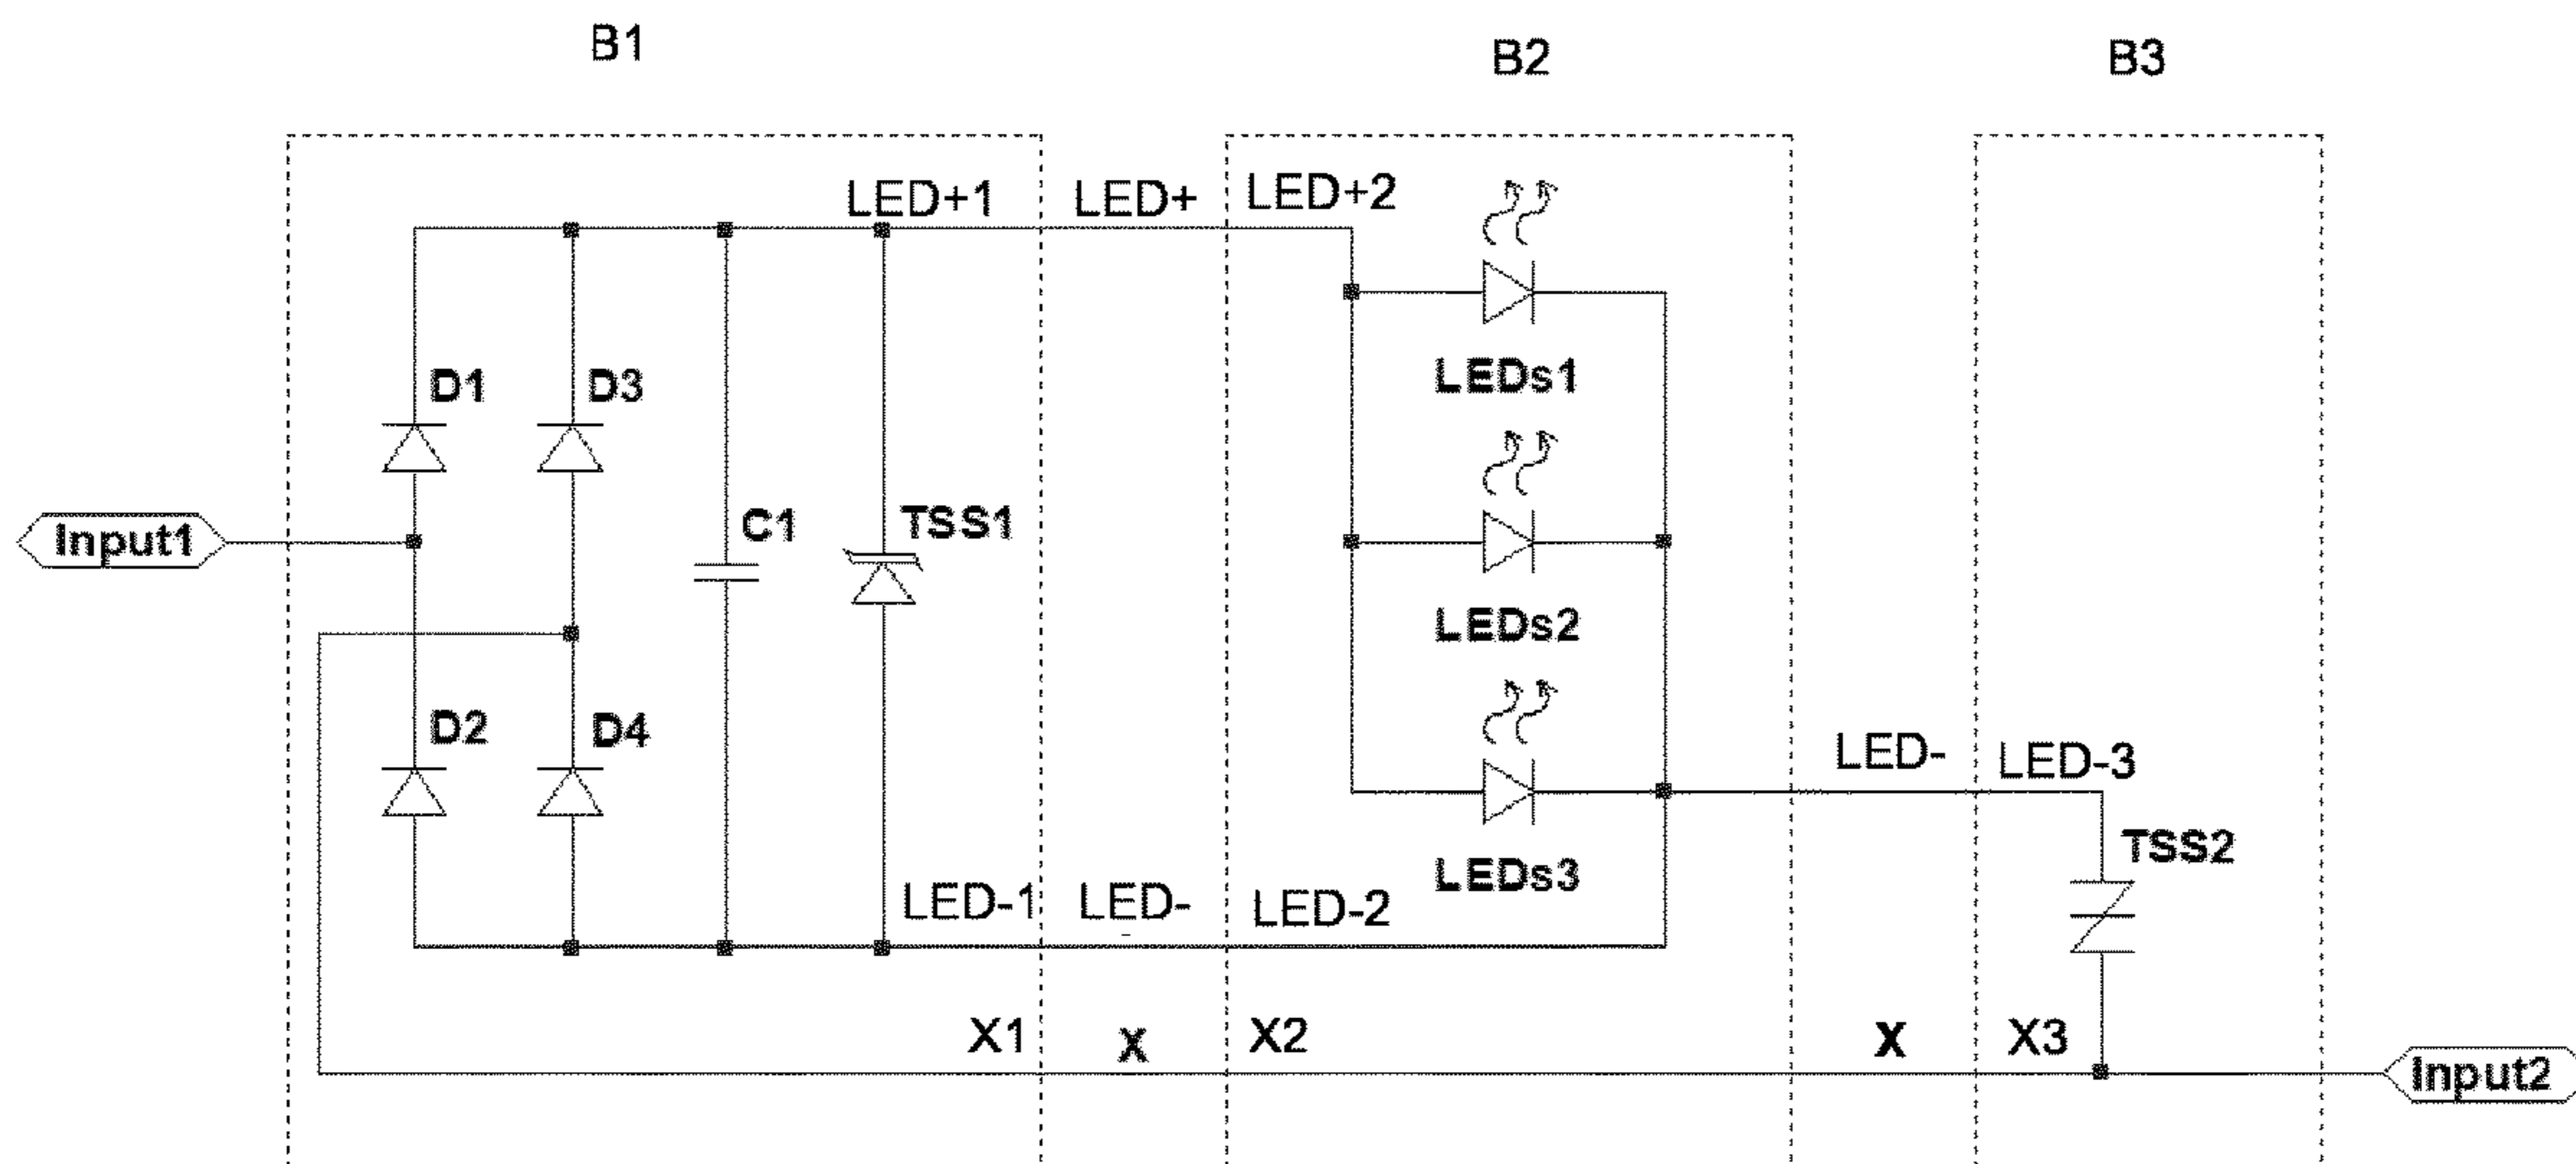 B1 B2 B3
LED+1 LED+ LED+2
D1 D3 LEDs1
Input1 C1 TSS1
LEDs2
D2 D4 LED- LED-3
TSS2
LEDs3
LED-1 LED- LED-2
X1 X X2 X X3
Input2